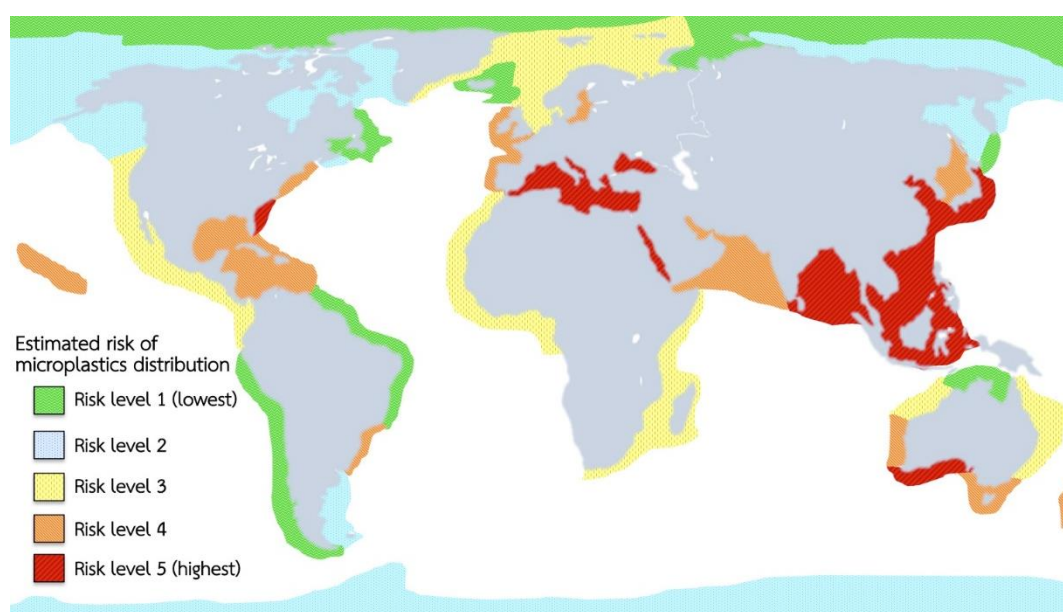 Estimated risk of
microplastics distribution
Risk level 1 (lowest)
Risk level 2
Risk level 3
Risk level 4
Risk level 5 (highest)